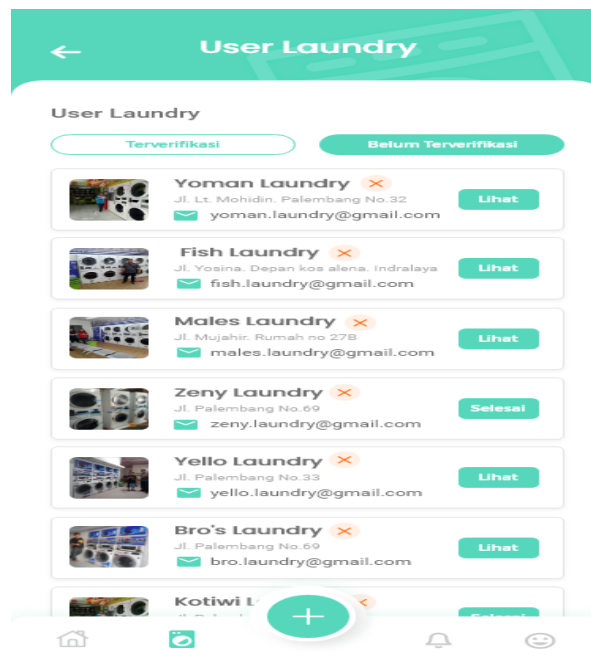 User Laundry
User Laundry
Terverifikasi
Belum Terverifikasi
Yoman Laundry
Jl. Lt. Mohidin. Palembang No.32
yoman.laundry@gmail.com
Lihat
Fish Laundry
Jl. Yosina. Depan kos alena. Indralaya
fish.laundry@gmail.com
Lihat
Males Laundry
Jl. Mujahir. Rumah no 27B
males.laundry@gmail.com
Lihat
Zeny Laundry
Jl. Palembang No.69
zeny.laundry@gmail.com
Selesai
Yello Laundry
Jl. Palembang No.33
yello.laundry@gmail.com
Lihat
Bro's Laundry
Jl. Palembang No.69
bro.laundry@gmail.com
Lihat
Kotiwi